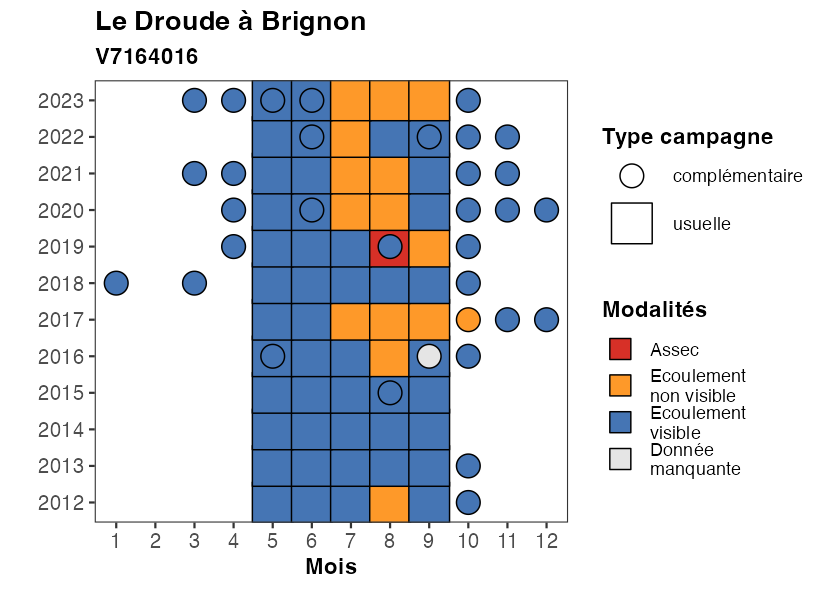 Le Droude à Brignon
V7164016
2023
2022
2021
2020
2019
2018
2017
2016
2015
2014
2013
2012
1 2 3 4 5 6 7 8 9 10 11 12
Mois
Type campagne
complémentaire
usuelle
Modalités
Assec
Ecoulement
non visible
Ecoulement
visible
Donnée
manquante